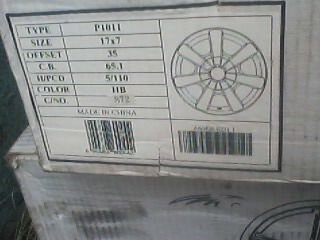 TYPE P1011
SIZE 17x7
OFFSET 35
C.B. 65.1
H/PCD 5/110
COLOR HB
C/NO. 872
MADE IN CHINA